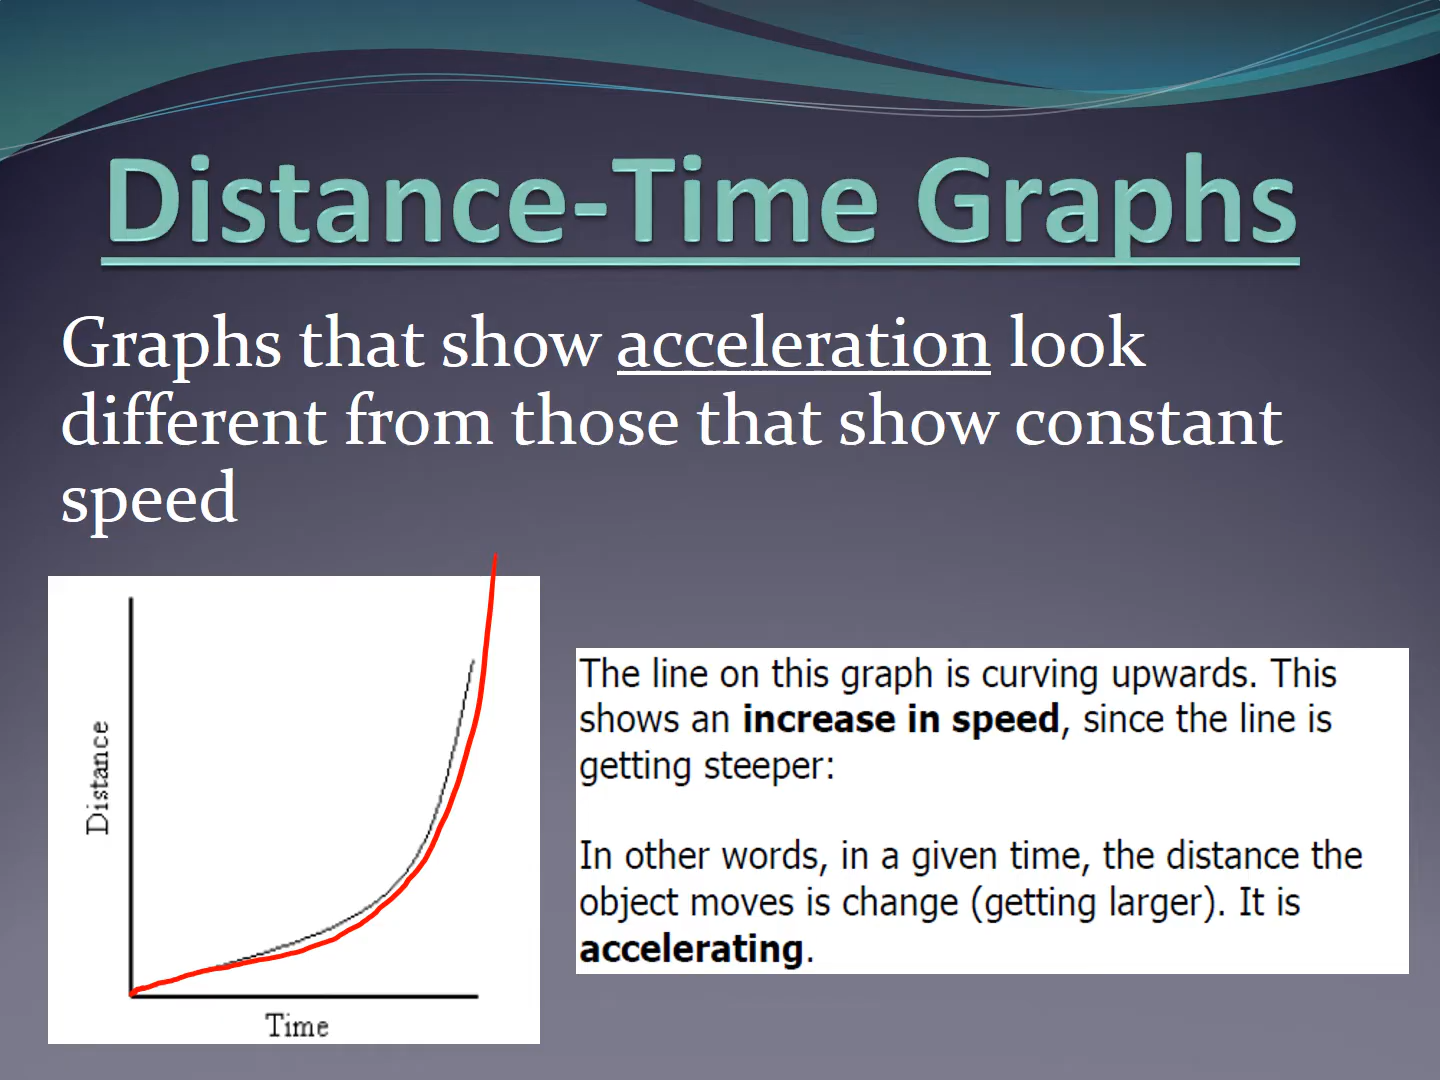 Distance-Time Graphs
Graphs that show acceleration look
different from those that show constant
speed
Distance
Time
The line on this graph is curving upwards. This
shows an increase in speed, since the line is
getting steeper:
In other words, in a given time, the distance the
object moves is change (getting larger). It is
accelerating.